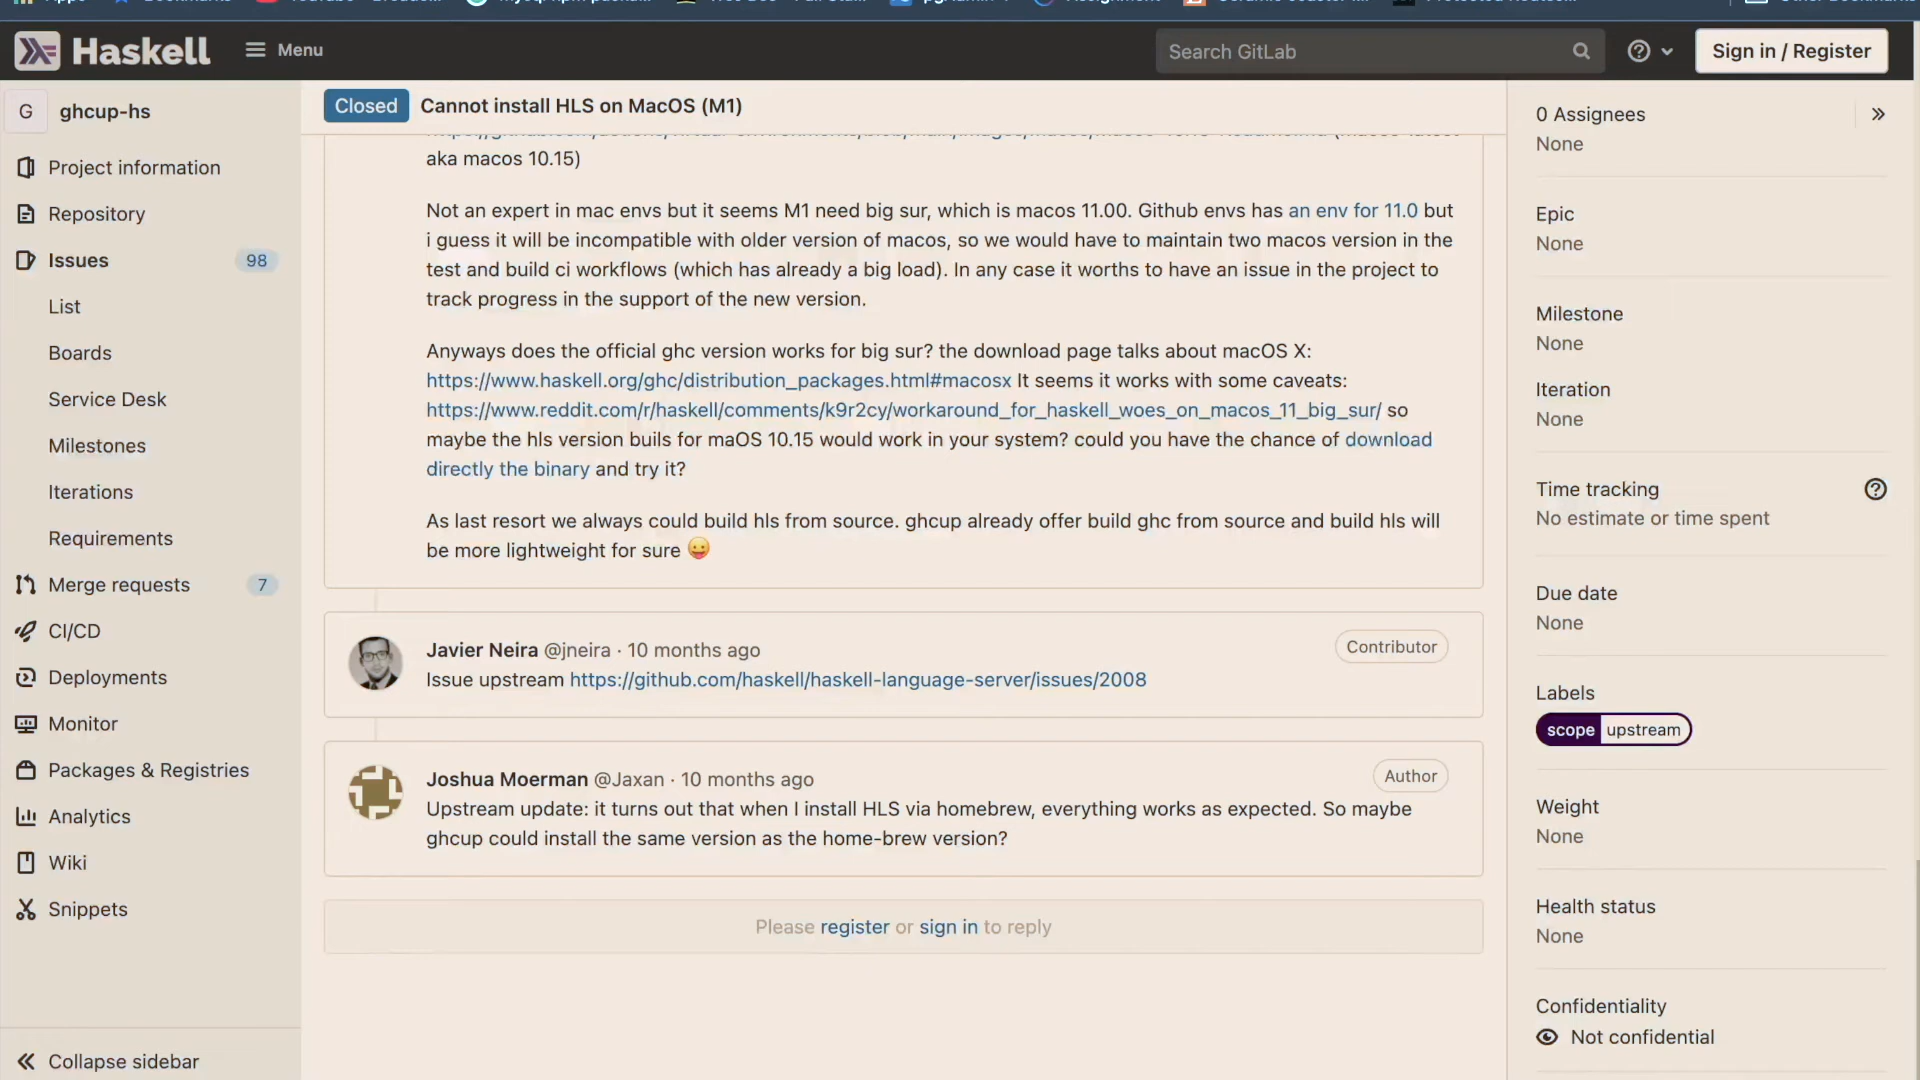 Haskell
Menu
Search GitLab
Sign in / Register
G
ghcup-hs
Project information
Repository
Issues
98
List
Boards
Service Desk
Milestones
Iterations
Requirements
Merge requests
7
CI/CD
Deployments
Monitor
Packages & Registries
Analytics
Wiki
Snippets
Collapse sidebar
Closed
Cannot install HLS on MacOS (M1)
aka macos 10.15)
Not an expert in mac envs but it seems M1 need big sur, which is macos 11.00. Github envs has an env for 11.0 but
i guess it will be incompatible with older version of macos, so we would have to maintain two macos version in the
test and build ci workflows (which has already a big load). In any case it worths to have an issue in the project to
track progress in the support of the new version.
Anyways does the official ghc version works for big sur? the download page talks about macOS X:
https://www.haskell.org/ghc/distribution_packages.html#macosx It seems it works with some caveats:
https://www.reddit.com/r/haskell/comments/k9r2cy/workaround_for_haskell_woes_on_macos_11_big_sur/ so
maybe the hls version buils for maOS 10.15 would work in your system? could you have the chance of download
directly the binary and try it?
As last resort we always could build hls from source. ghcup already offer build ghc from source and build hls will
be more lightweight for sure 😛
Javier Neira @jneira · 10 months ago
Contributor
Issue upstream https://github.com/haskell/haskell-language-server/issues/2008
Joshua Moerman @Jaxan · 10 months ago
Author
Upstream update: it turns out that when I install HLS via homebrew, everything works as expected. So maybe
ghcup could install the same version as the home-brew version?
Please register or sign in to reply
0 Assignees
None
Epic
None
Milestone
None
Iteration
None
Time tracking
No estimate or time spent
Due date
None
Labels
scope upstream
Weight
None
Health status
None
Confidentiality
Not confidential